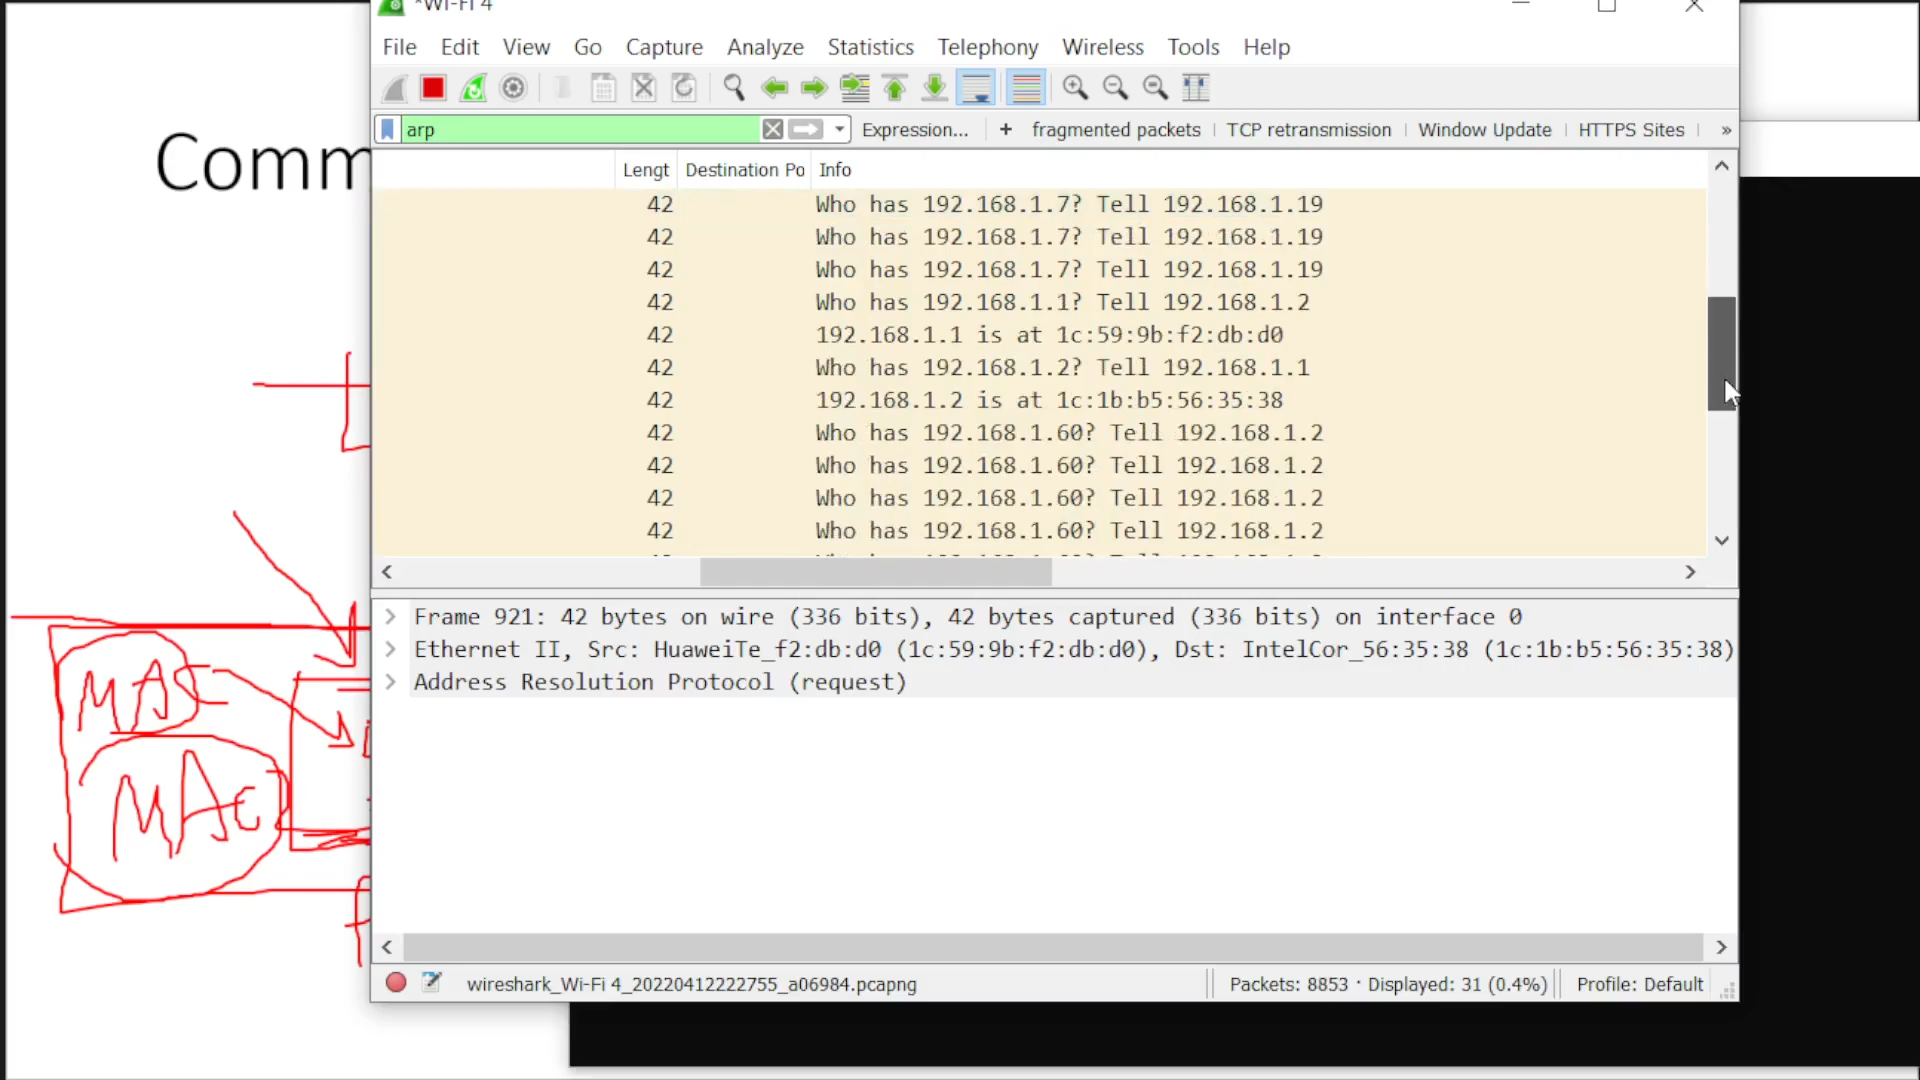 *Wi-Fi 4
File Edit View Go Capture Analyze Statistics Telephony Wireless Tools Help
arp Expression... + fragmented packets TCP retransmission Window Update HTTPS Sites »
Comm
Lengt Destination Po Info
42 Who has 192.168.1.7? Tell 192.168.1.19
42 Who has 192.168.1.7? Tell 192.168.1.19
42 Who has 192.168.1.7? Tell 192.168.1.19
42 Who has 192.168.1.1? Tell 192.168.1.2
42 192.168.1.1 is at 1c:59:9b:f2:db:d0
42 Who has 192.168.1.2? Tell 192.168.1.1
42 192.168.1.2 is at 1c:1b:b5:56:35:38
42 Who has 192.168.1.60? Tell 192.168.1.2
42 Who has 192.168.1.60? Tell 192.168.1.2
42 Who has 192.168.1.60? Tell 192.168.1.2
42 Who has 192.168.1.60? Tell 192.168.1.2
Frame 921: 42 bytes on wire (336 bits), 42 bytes captured (336 bits) on interface 0
Ethernet II, Src: HuaweiTe_f2:db:d0 (1c:59:9b:f2:db:d0), Dst: IntelCor_56:35:38 (1c:1b:b5:56:35:38)
Address Resolution Protocol (request)
MAC
MAC
wireshark_Wi-Fi 4_20220412222755_a06984.pcapng Packets: 8853 · Displayed: 31 (0.4%) Profile: Default